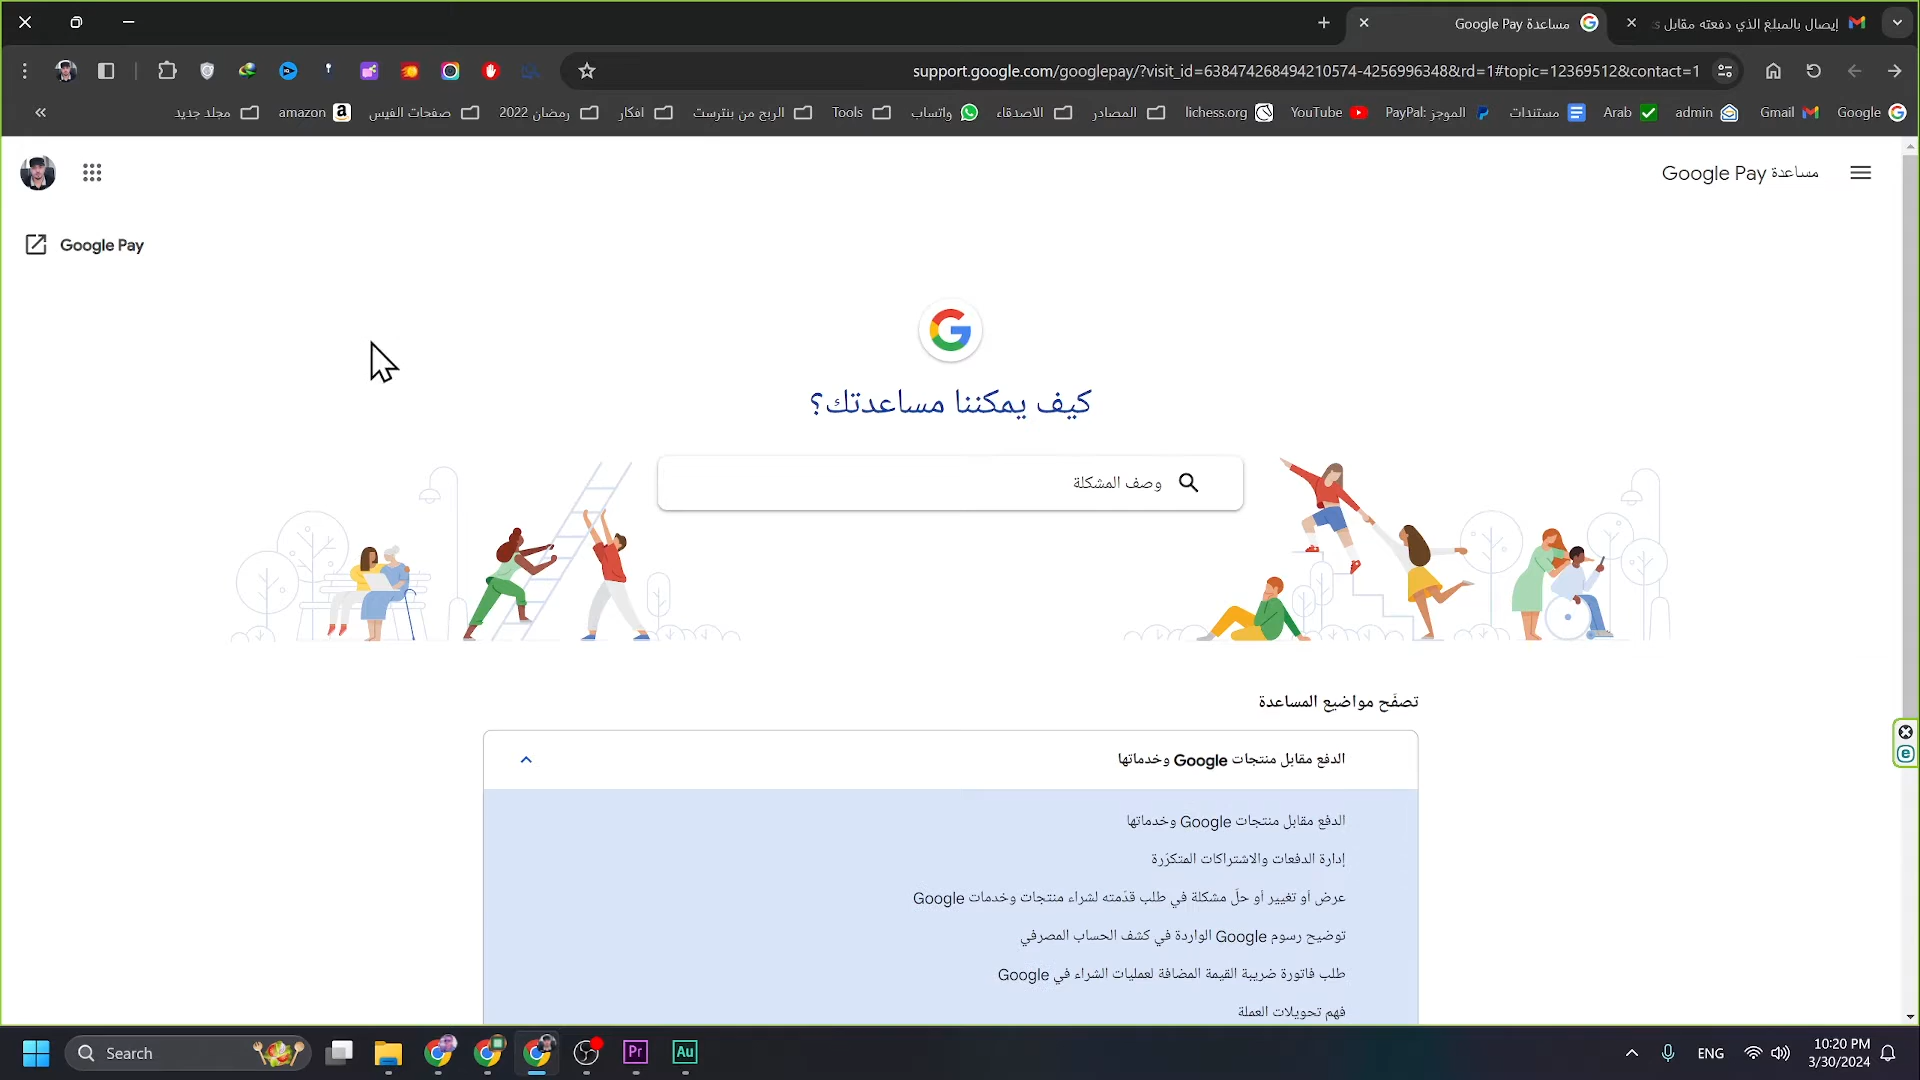 إيصال بالمبلغ الذي دفعته مقابل
مساعدة Google Pay
support.google.com/googlepay/?visit_id=638474268494210574-4256996348&rd=1#topic=12369512&contact=1
Google
Gmail
admin
Arab
مستندات
PayPal: الموجز
YouTube
lichess.org
المصادر
الاصدقاء
واتساب
Tools
الربح من بنترست
افكار
رمضان 2022
صفحات الفيس
amazon
مجلد جديد
مساعدة Google Pay
Google Pay
كيف يمكننا مساعدتك؟
وصف المشكلة
تصفّح مواضيع المساعدة
الدفع مقابل منتجات Google وخدماتها
الدفع مقابل منتجات Google وخدماتها
إدارة الدفعات والاشتراكات المتكرّرة
عرض أو تغيير أو حلّ مشكلة في طلب قدّمته لشراء منتجات وخدمات Google
توضيح رسوم Google الواردة في كشف الحساب المصرفي
طلب فاتورة ضريبة القيمة المضافة لعمليات الشراء في Google
فهم تحويلات العملة
Search
Pr
Au
ENG
10:20 PM
3/30/2024